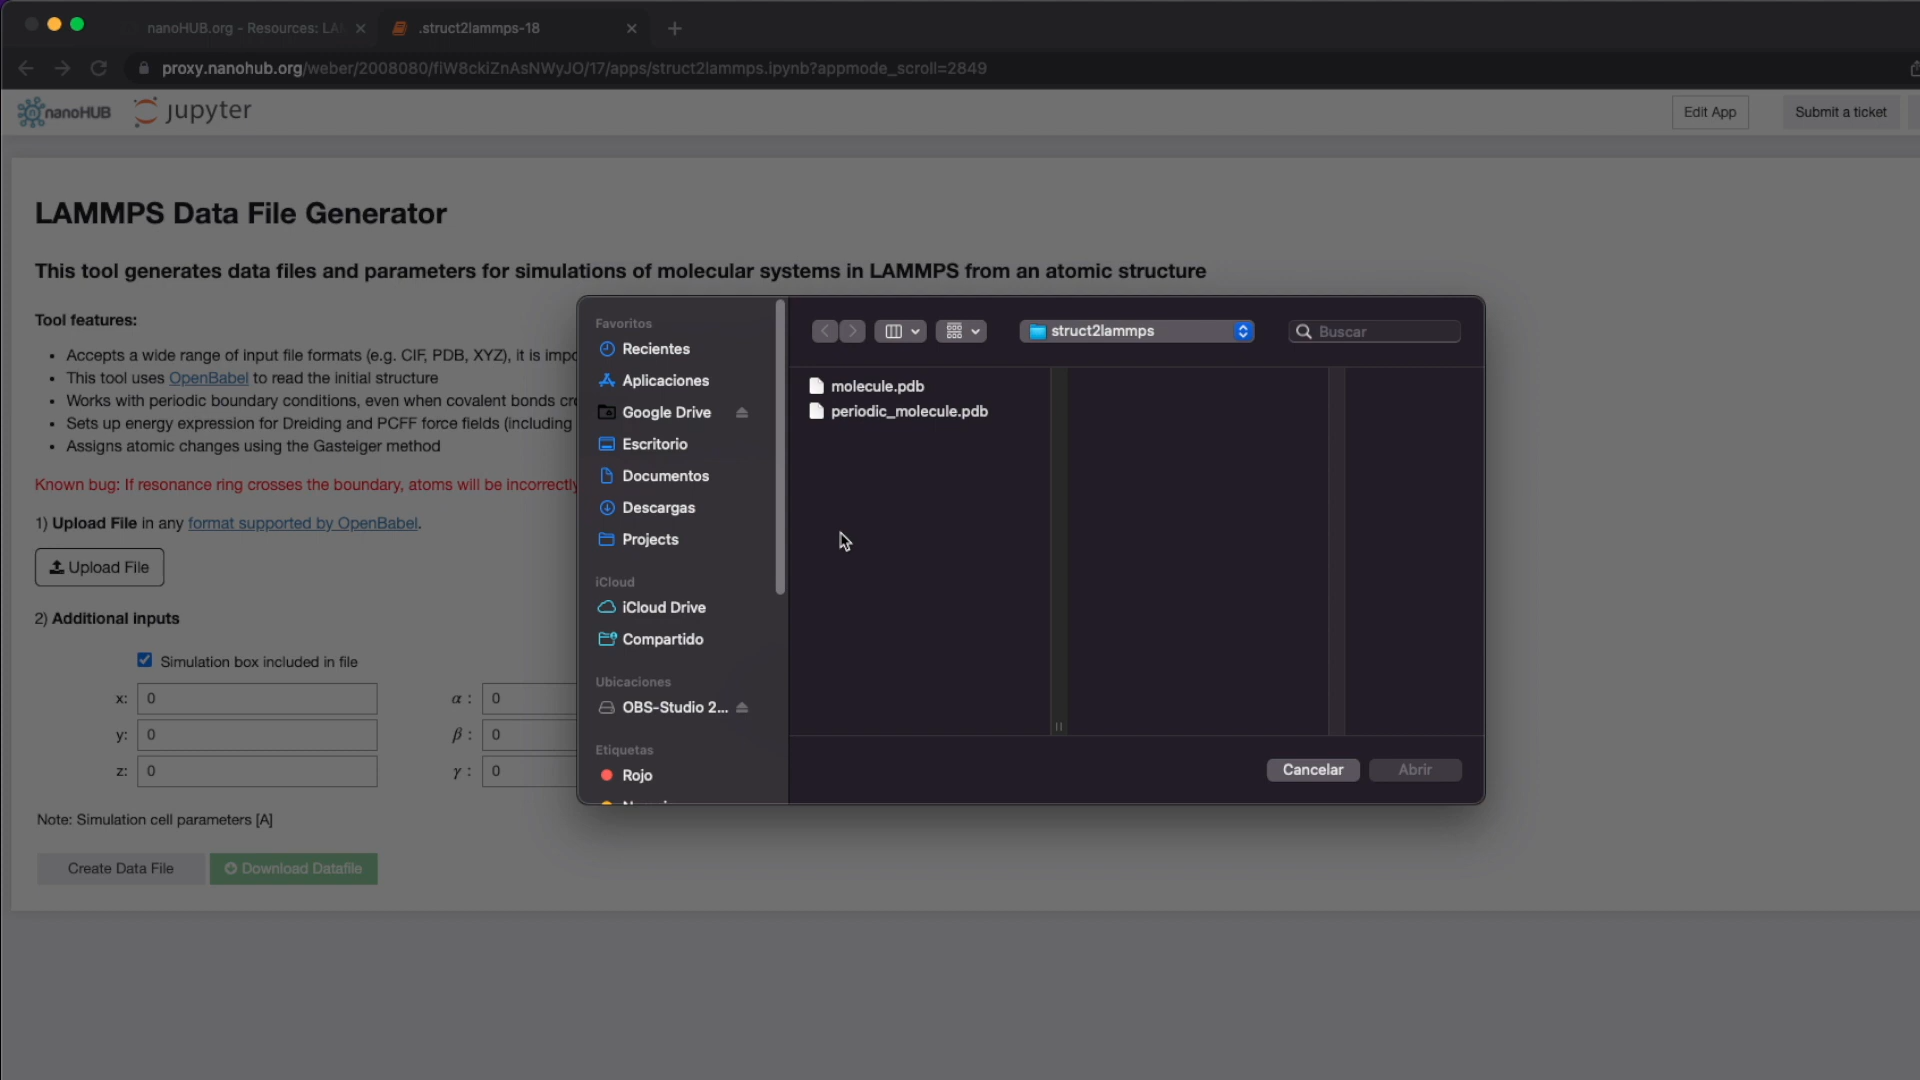 nanoHUB.org - Resources: LA
.struct2lammps-18
proxy.nanohub.org/weber/2008080/fiW8ckiZnAsNWyJO/17/apps/struct2lammps.ipynb?appmode_scroll=2849
nanoHUB
jupyter
Edit App
Submit a ticket
LAMMPS Data File Generator
This tool generates data files and parameters for simulations of molecular systems in LAMMPS from an atomic structure
Tool features:
• Accepts a wide range of input file formats (e.g. CIF, PDB, XYZ), it is impo
• This tool uses OpenBabel to read the initial structure
• Works with periodic boundary conditions, even when covalent bonds cr
• Sets up energy expression for Dreiding and PCFF force fields (including
• Assigns atomic changes using the Gasteiger method
Known bug: If resonance ring crosses the boundary, atoms will be incorrectly
1) Upload File in any format supported by OpenBabel.
Upload File
2) Additional inputs
Simulation box included in file
x: 0
α : 0
y: 0
β : 0
z: 0
γ : 0
Note: Simulation cell parameters [A]
Create Data File
Download Datafile
Favoritos
Recientes
Aplicaciones
Google Drive
Escritorio
Documentos
Descargas
Projects
iCloud
iCloud Drive
Compartido
Ubicaciones
OBS-Studio 2...
Etiquetas
Rojo
struct2lammps
Buscar
molecule.pdb
periodic_molecule.pdb
Cancelar
Abrir